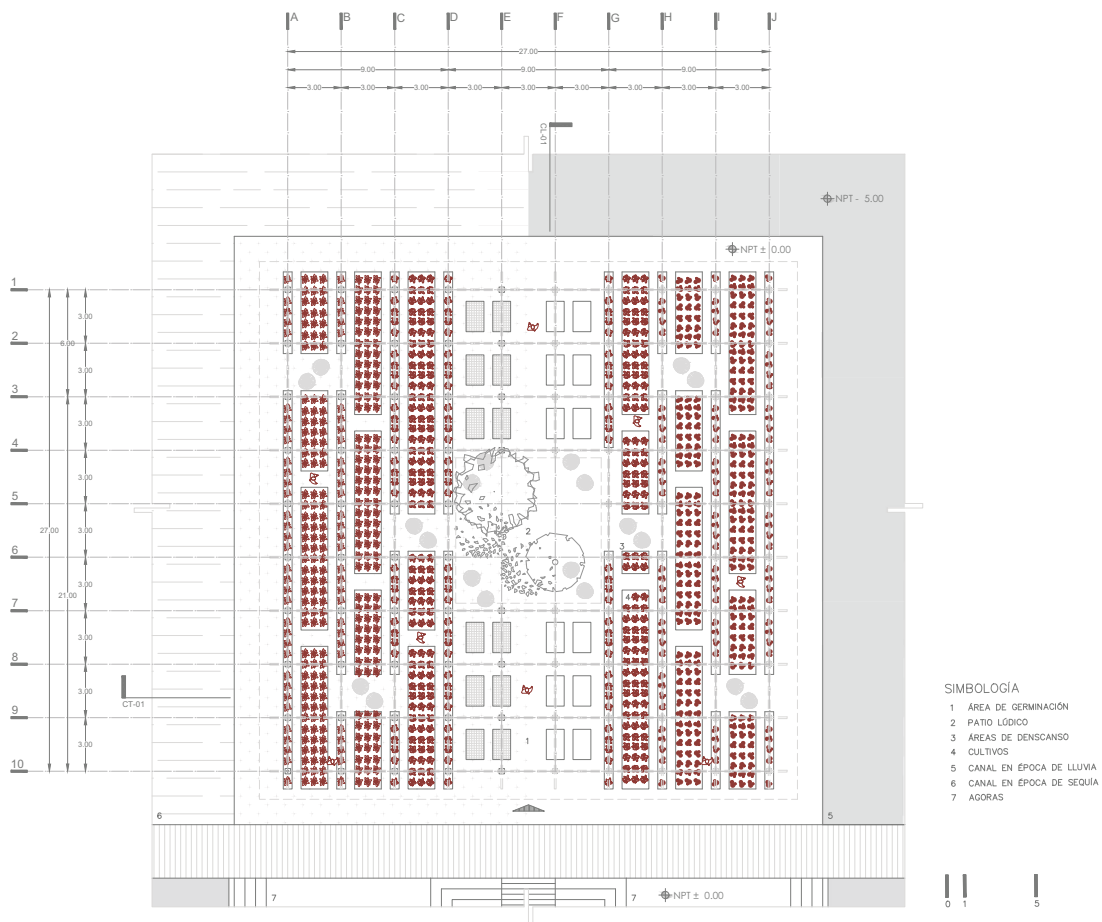 A B C D E F G H I J
27.00
9.00 9.00 9.00
3.00 3.00 3.00 3.00 3.00 3.00 3.00 3.00 3.00
CL-01
NPT - 5.00
NPT ± 0.00
1
3.00
2
6.00
3.00
3
3.00
4
3.00
5
27.00
3.00
2
6
3
3.00
21.00
4
7
3.00
8
3.00
CT-01
9
1
3.00
10
6
5
7
7
NPT ± 0.00
SIMBOLOGÍA
1 ÁREA DE GERMINACIÓN
2 PATIO LÚDICO
3 ÁREAS DE DENSCANSO
4 CULTIVOS
5 CANAL EN ÉPOCA DE LLUVIA
6 CANAL EN ÉPOCA DE SEQUÍA
7 AGORAS
0 1 5